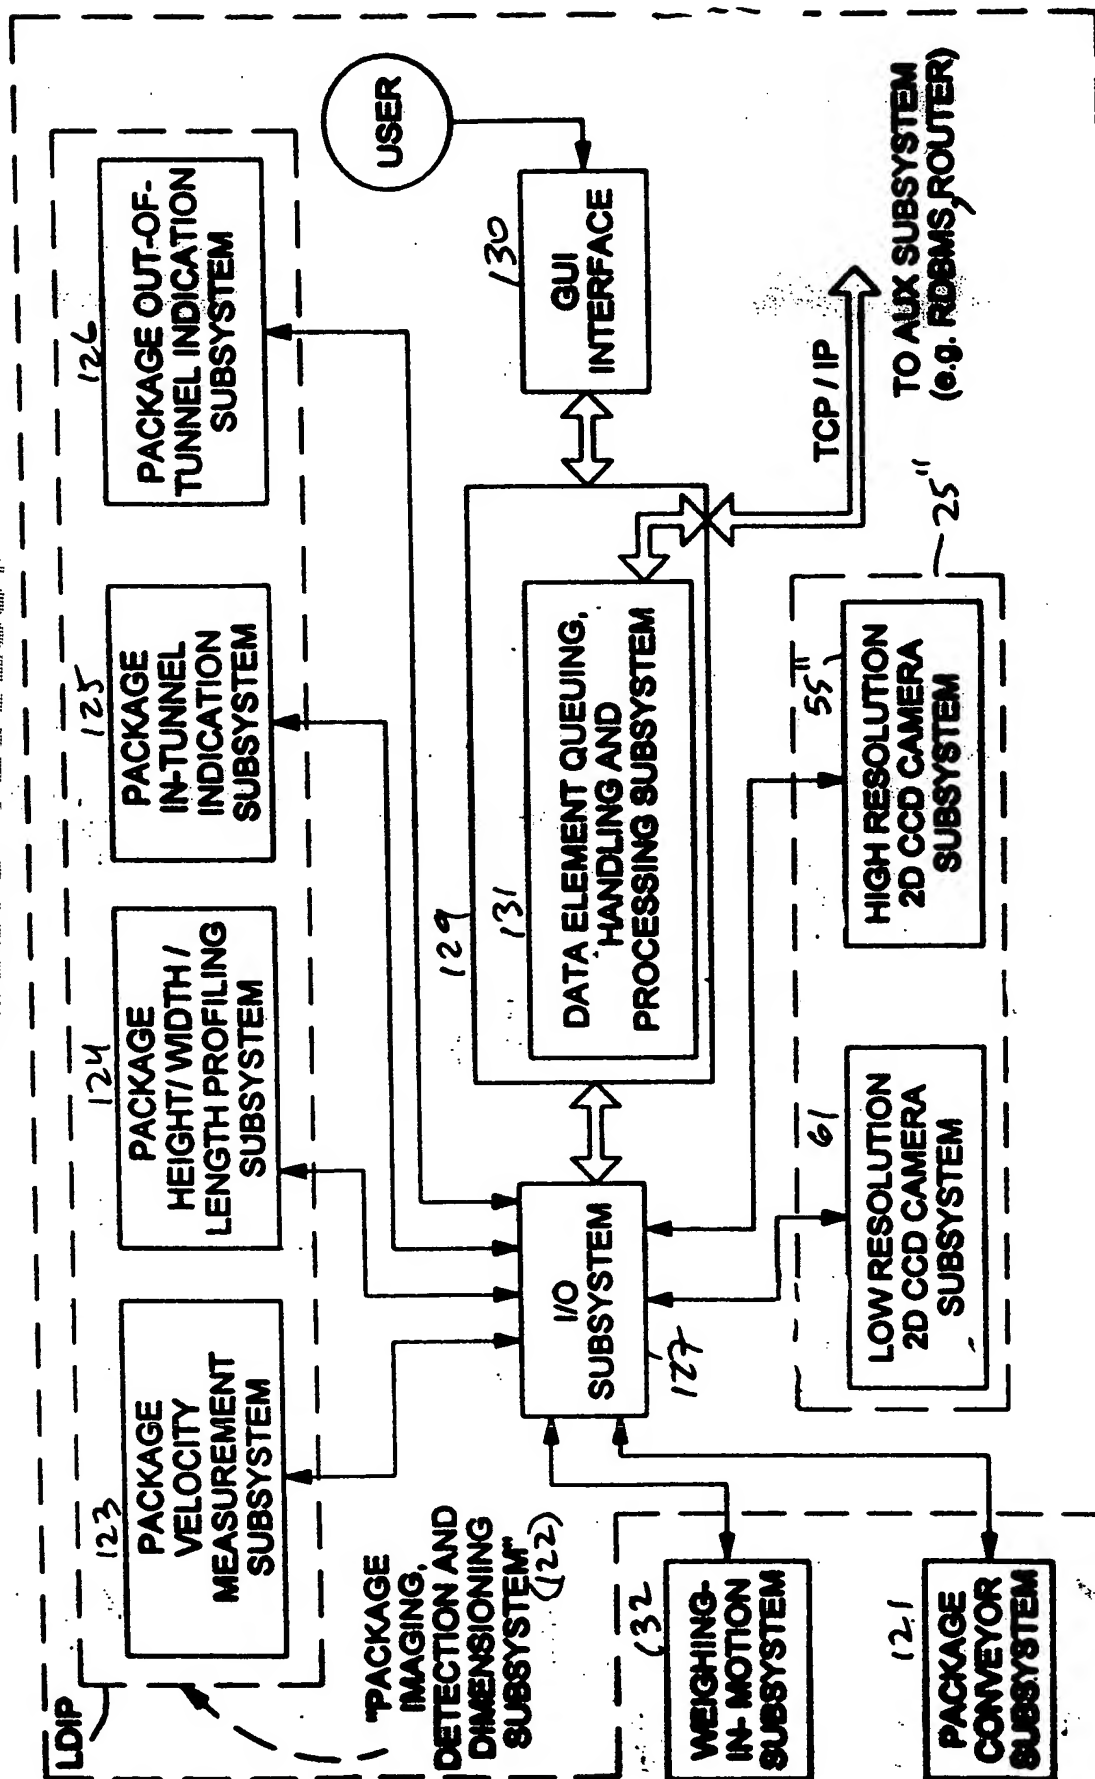 LDIP
123
PACKAGE
VELOCITY
MEASUREMENT
SUBSYSTEM
124
PACKAGE
HEIGHT/ WIDTH /
LENGTH PROFILING
SUBSYSTEM
125
PACKAGE
IN-TUNNEL
INDICATION
SUBSYSTEM
126
PACKAGE OUT-OF-
TUNNEL INDICATION
SUBSYSTEM
"PACKAGE
IMAGING,
DETECTION AND
DIMENSIONING
SUBSYSTEM"
(122)
I/O
SUBSYSTEM
127
129
131
DATA ELEMENT QUEUING,
HANDLING AND
PROCESSING SUBSYSTEM
130
GUI
INTERFACE
USER
132
WEIGHING-
IN- MOTION
SUBSYSTEM
121
PACKAGE
CONVEYOR
SUBSYSTEM
61
LOW RESOLUTION
2D CCD CAMERA
SUBSYSTEM
55"
HIGH RESOLUTION
2D CCD CAMERA
SUBSYSTEM
25"
TCP / IP
TO AUX SUBSYSTEM
(e.g. RDBMS, ROUTER)